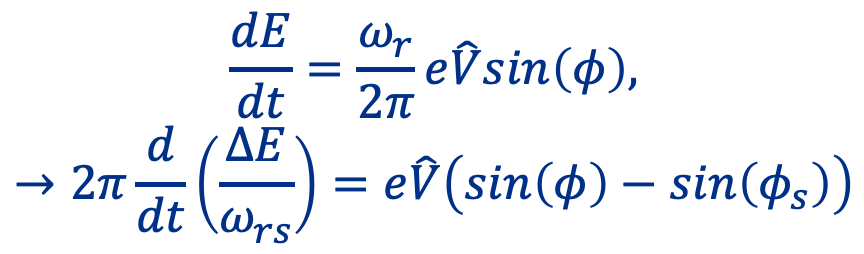 dE/dt = ω_r/2π eV̂sin(ϕ),
→ 2π d/dt (ΔE/ω_rs) = eV̂(sin(ϕ) − sin(ϕ_s))